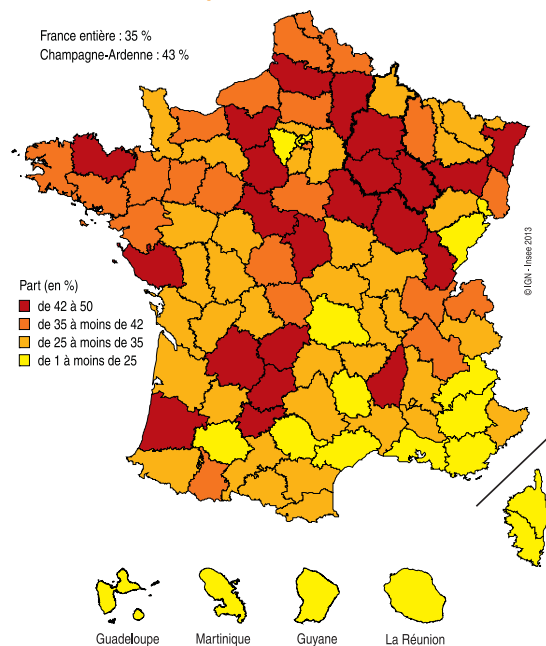 France entière : 35 %
Champagne-Ardenne : 43 %
© IGN - Insee 2013
Part (en %)
de 42 à 50
de 35 à moins de 42
de 25 à moins de 35
de 1 à moins de 25
Guadeloupe
Martinique
Guyane
La Réunion